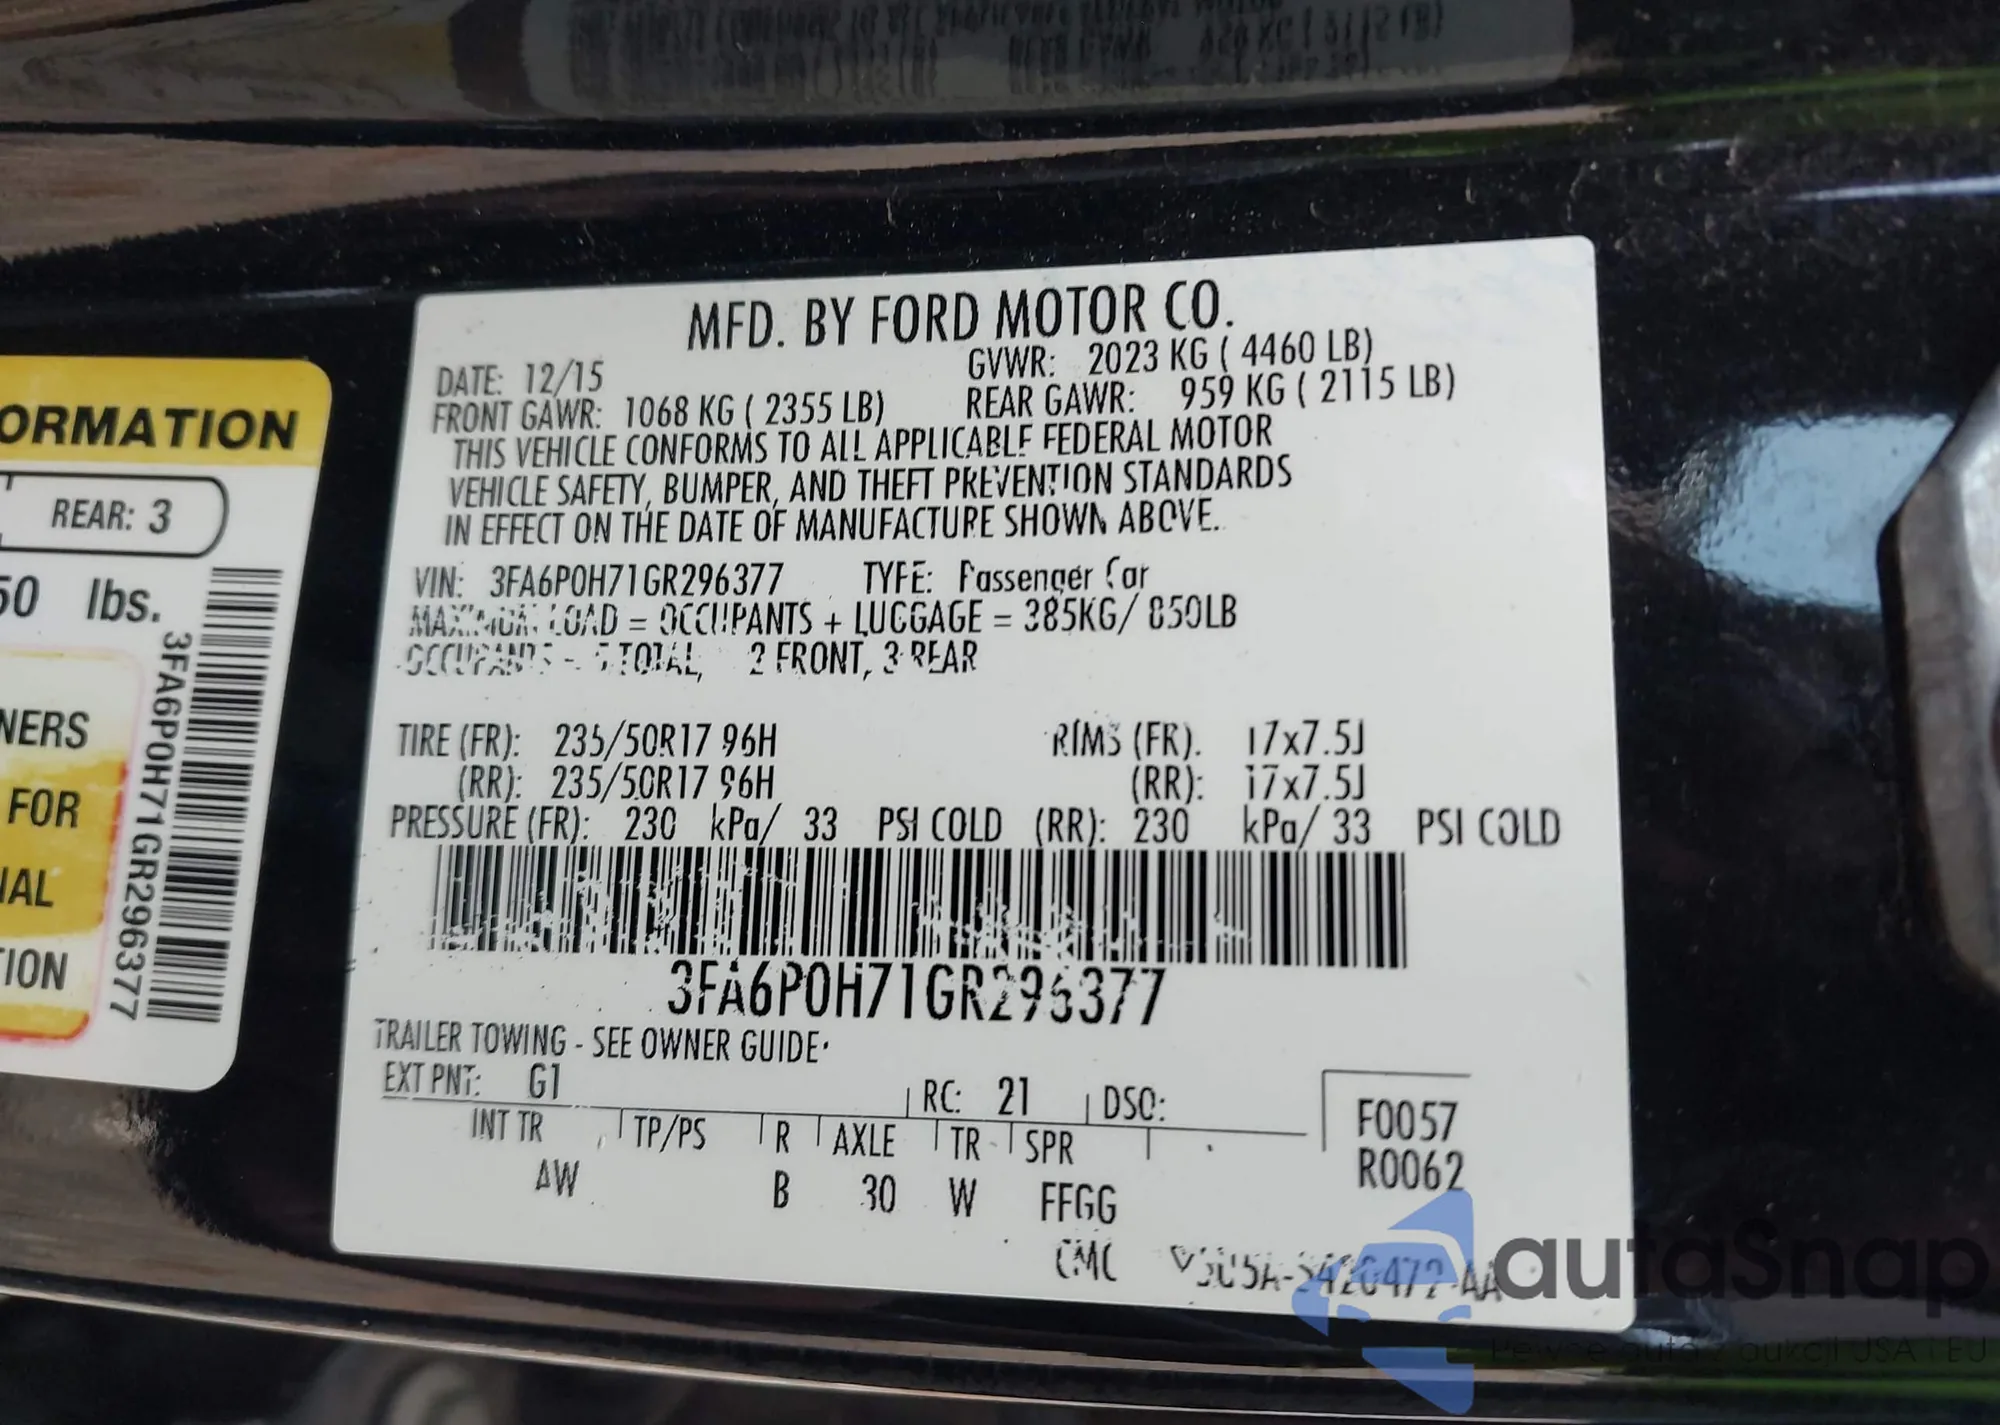 MFD. BY FORD MOTOR CO.
DATE: 12/15 GVWR: 2023 KG ( 4460 LB)
FRONT GAWR: 1068 KG ( 2355 LB) REAR GAWR: 959 KG ( 2115 LB)
THIS VEHICLE CONFORMS TO ALL APPLICABLE FEDERAL MOTOR
VEHICLE SAFETY, BUMPER, AND THEFT PREVENTION STANDARDS
IN EFFECT ON THE DATE OF MANUFACTURE SHOWN ABOVE.
VIN: 3FA6P0H71GR296377 TYPE: Passenger Car
MAXIMUM LOAD = OCCUPANTS + LUGGAGE = 385KG/ 850LB
OCCUPANTS - 5 TOTAL, 2 FRONT, 3 REAR
TIRE (FR): 235/50R17 96H RIMS (FR): 17x7.5J
(RR): 235/50R17 96H (RR): 17x7.5J
PRESSURE (FR): 230 kPa/ 33 PSI COLD (RR): 230 kPa/ 33 PSI COLD
3FA6P0H71GR296377
TRAILER TOWING - SEE OWNER GUIDE
EXT PNT: G1 RC: 21 DSO:
INT TR TP/PS R AXLE TR SPR
AW B 30 W FFGG
F0057
R0062
CMC
ORMATION
REAR: 3
50 lbs.
NERS
FOR
IAL
TION
3FA6P0H71GR296377
autoSnap